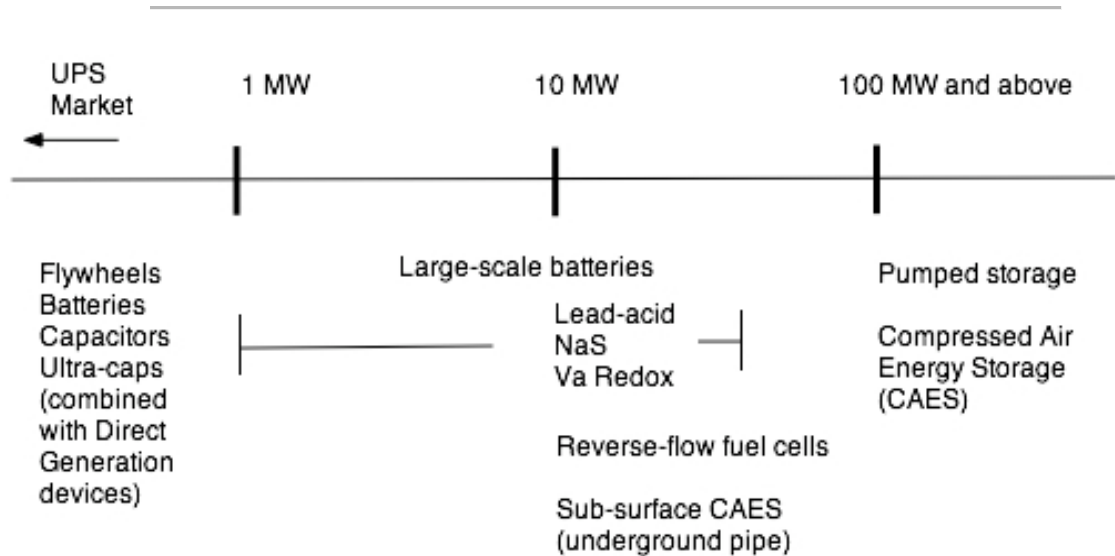 UPS
Market
1 MW
10 MW
100 MW and above
Flywheels
Batteries
Capacitors
Ultra-caps
(combined
with Direct
Generation
devices)
Large-scale batteries
Lead-acid
NaS
Va Redox
Reverse-flow fuel cells
Sub-surface CAES
(underground pipe)
Pumped storage
Compressed Air
Energy Storage
(CAES)